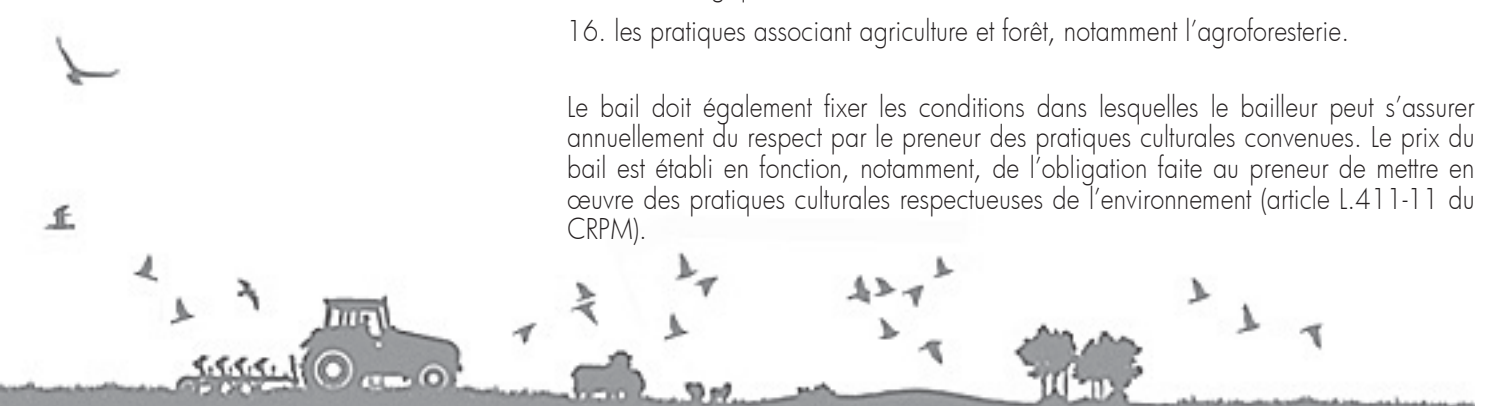 16. les pratiques associant agriculture et forêt, notamment l’agroforesterie.
Le bail doit également fixer les conditions dans lesquelles le bailleur peut s’assurer
annuellement du respect par le preneur des pratiques culturales convenues. Le prix du
bail est établi en fonction, notamment, de l’obligation faite au preneur de mettre en
œuvre des pratiques culturales respectueuses de l’environnement (article L.411-11 du
CRPM).